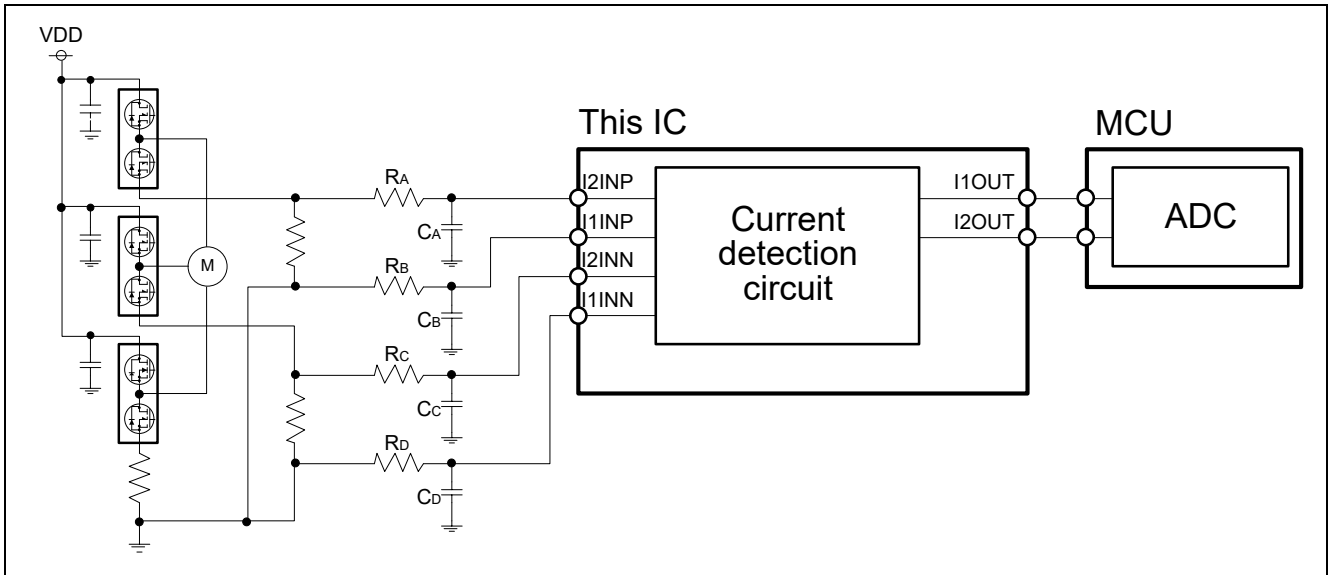 VDD
M
RA
CA
RB
CB
RC
CC
RD
CD
This IC
I2INP
I1INP
I2INN
I1INN
Current
detection
circuit
I1OUT
I2OUT
MCU
ADC